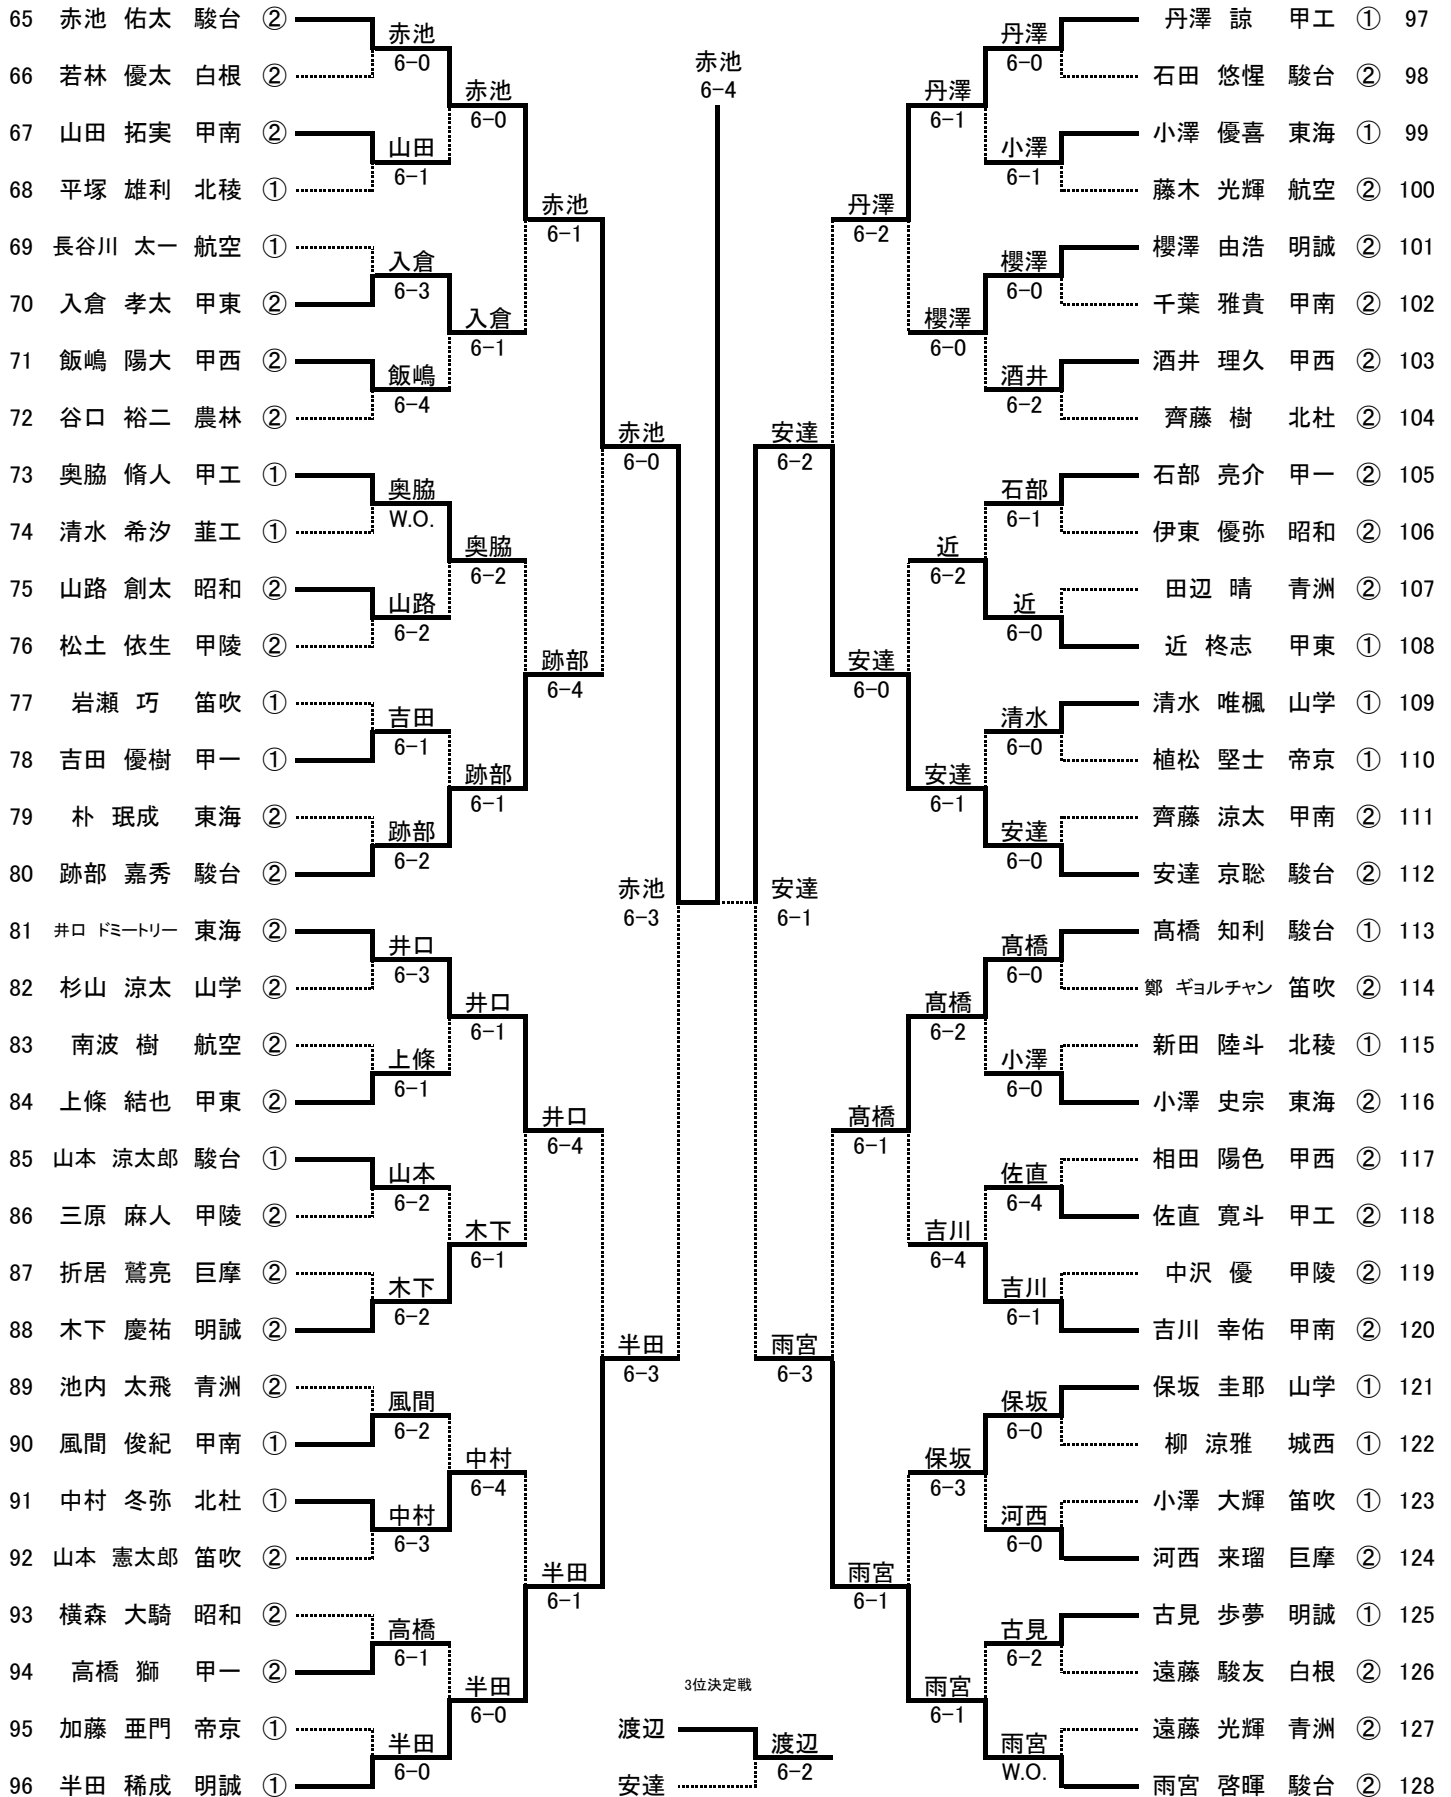 65 赤池 佑太 駿台 ②
66 若林 優太 白根 ②
67 山田 拓実 甲南 ②
68 平塚 雄利 北稜 ①
69 長谷川 太一 航空 ①
70 入倉 孝太 甲東 ②
71 飯嶋 陽大 甲西 ②
72 谷口 裕二 農林 ②
73 奥脇 脩人 甲工 ①
74 清水 希汐 韮工 ①
75 山路 創太 昭和 ②
76 松土 依生 甲陵 ②
77 岩瀬 巧 笛吹 ①
78 吉田 優樹 甲一 ①
79 朴 珉成 東海 ②
80 跡部 嘉秀 駿台 ②
81 井口 ドミートリー 東海 ②
82 杉山 涼太 山学 ②
83 南波 樹 航空 ②
84 上條 結也 甲東 ②
85 山本 涼太郎 駿台 ①
86 三原 麻人 甲陵 ②
87 折居 鷲亮 巨摩 ②
88 木下 慶祐 明誠 ②
89 池内 太飛 青洲 ②
90 風間 俊紀 甲南 ①
91 中村 冬弥 北杜 ①
92 山本 憲太郎 笛吹 ②
93 横森 大騎 昭和 ②
94 高橋 獅 甲一 ②
95 加藤 亜門 帝京 ①
96 半田 稀成 明誠 ①
赤池
6-0
山田
6-1
入倉
6-3
飯嶋
6-4
奥脇
W.O.
山路
6-2
吉田
6-1
跡部
6-2
井口
6-3
上條
6-1
山本
6-2
木下
6-2
風間
6-2
中村
6-3
高橋
6-1
半田
6-0
赤池
6-0
入倉
6-1
奥脇
6-2
跡部
6-1
井口
6-1
木下
6-1
中村
6-4
半田
6-0
赤池
6-1
跡部
6-4
井口
6-4
半田
6-1
赤池
6-0
半田
6-3
赤池
6-3
赤池
6-4
安達
6-1
安達
6-2
雨宮
6-3
丹澤
6-2
安達
6-0
髙橋
6-1
雨宮
6-1
丹澤
6-1
櫻澤
6-0
近
6-2
安達
6-1
髙橋
6-2
吉川
6-4
保坂
6-3
雨宮
6-1
丹澤
6-0
小澤
6-1
櫻澤
6-0
酒井
6-2
石部
6-1
近
6-0
清水
6-0
安達
6-0
髙橋
6-0
小澤
6-0
佐直
6-4
吉川
6-1
保坂
6-0
河西
6-0
古見
6-2
雨宮
W.O.
丹澤 諒 甲工 ① 97
石田 悠惺 駿台 ② 98
小澤 優喜 東海 ① 99
藤木 光輝 航空 ② 100
櫻澤 由浩 明誠 ② 101
千葉 雅貴 甲南 ② 102
酒井 理久 甲西 ② 103
齊藤 樹 北杜 ② 104
石部 亮介 甲一 ② 105
伊東 優弥 昭和 ② 106
田辺 晴 青洲 ② 107
近 柊志 甲東 ① 108
清水 唯楓 山学 ① 109
植松 堅士 帝京 ① 110
齊藤 涼太 甲南 ② 111
安達 京聡 駿台 ② 112
髙橋 知利 駿台 ① 113
鄭 ギョルチャン 笛吹 ② 114
新田 陸斗 北稜 ① 115
小澤 史宗 東海 ② 116
相田 陽色 甲西 ② 117
佐直 寛斗 甲工 ② 118
中沢 優 甲陵 ② 119
吉川 幸佑 甲南 ② 120
保坂 圭耶 山学 ① 121
柳 涼雅 城西 ① 122
小澤 大輝 笛吹 ① 123
河西 来瑠 巨摩 ② 124
古見 歩夢 明誠 ① 125
遠藤 駿友 白根 ② 126
遠藤 光輝 青洲 ② 127
雨宮 啓暉 駿台 ② 128
3位決定戦
渡辺
安達
渡辺
6-2